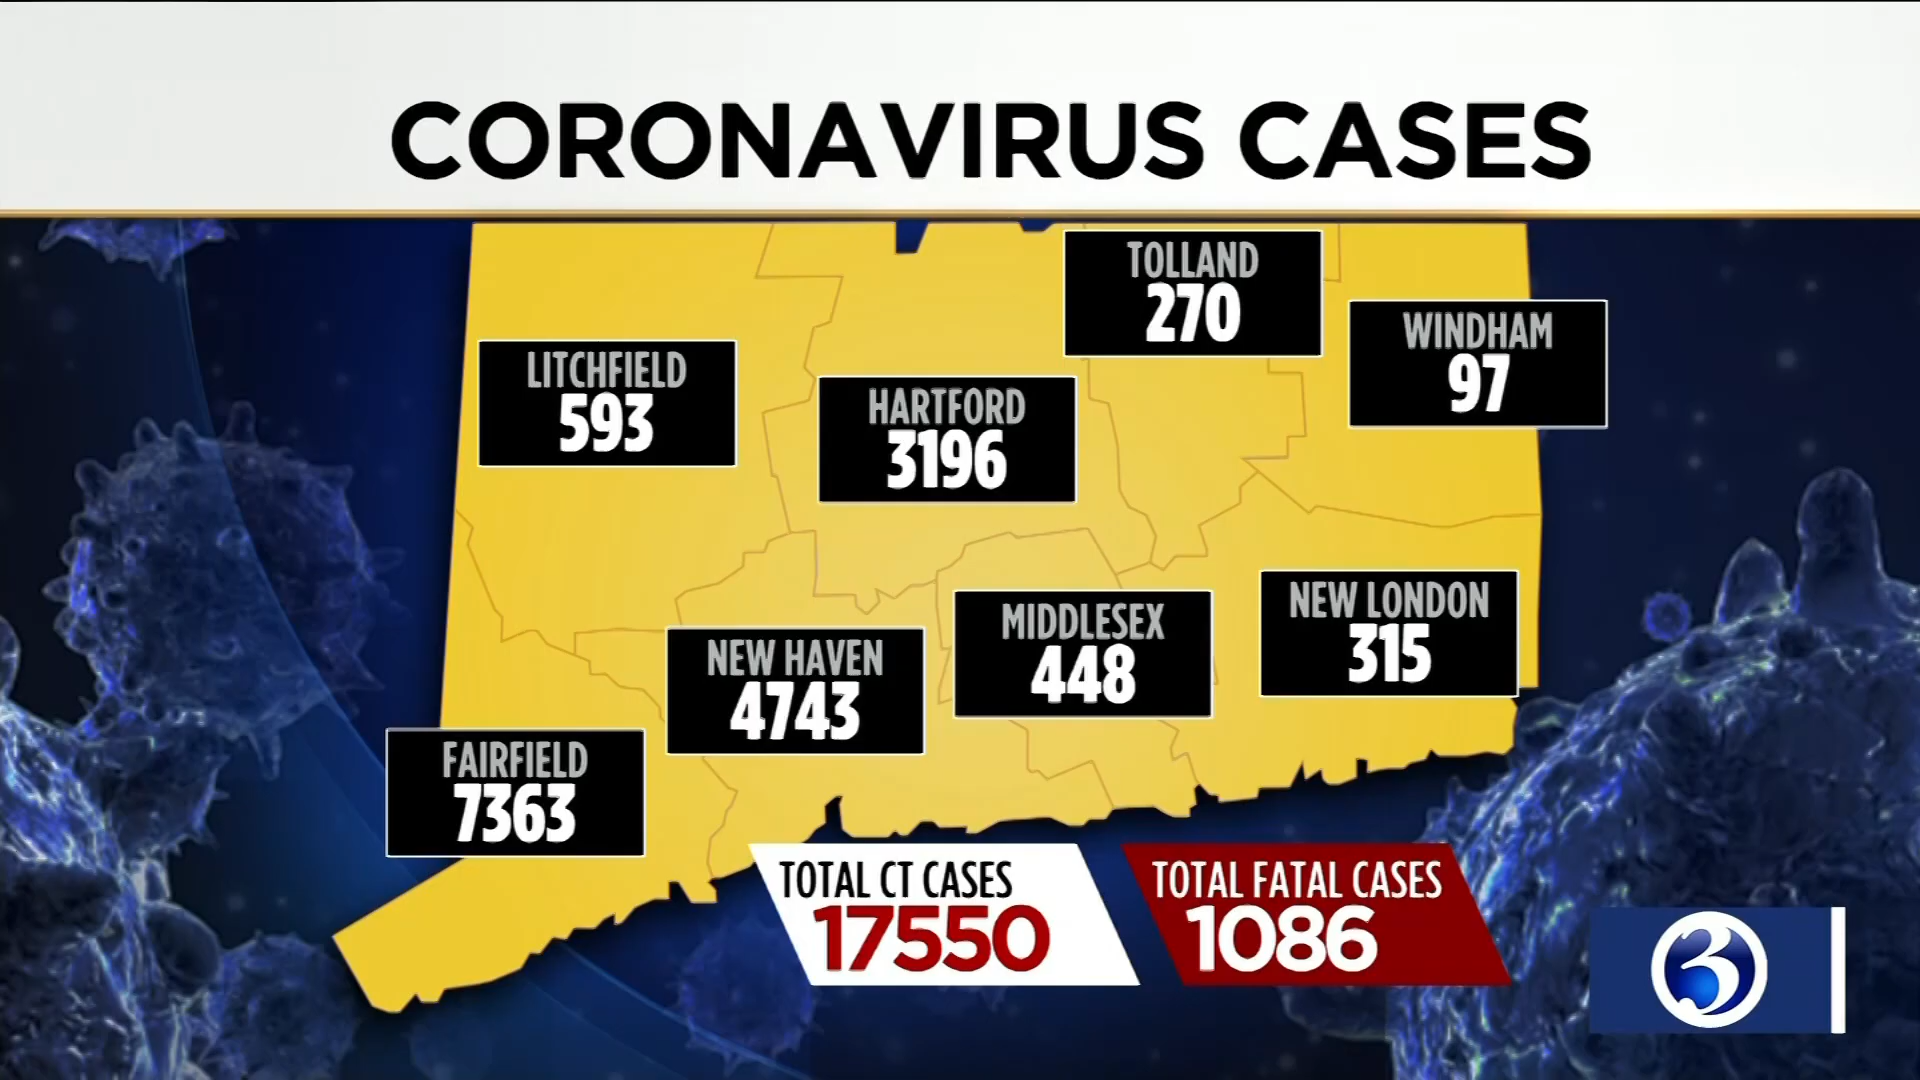 CORONAVIRUS CASES
TOLLAND
270
WINDHAM
97
LITCHFIELD
593
HARTFORD
3196
NEW LONDON
315
MIDDLESEX
448
NEW HAVEN
4743
FAIRFIELD
7363
TOTAL CT CASES
17550
TOTAL FATAL CASES
1086
3